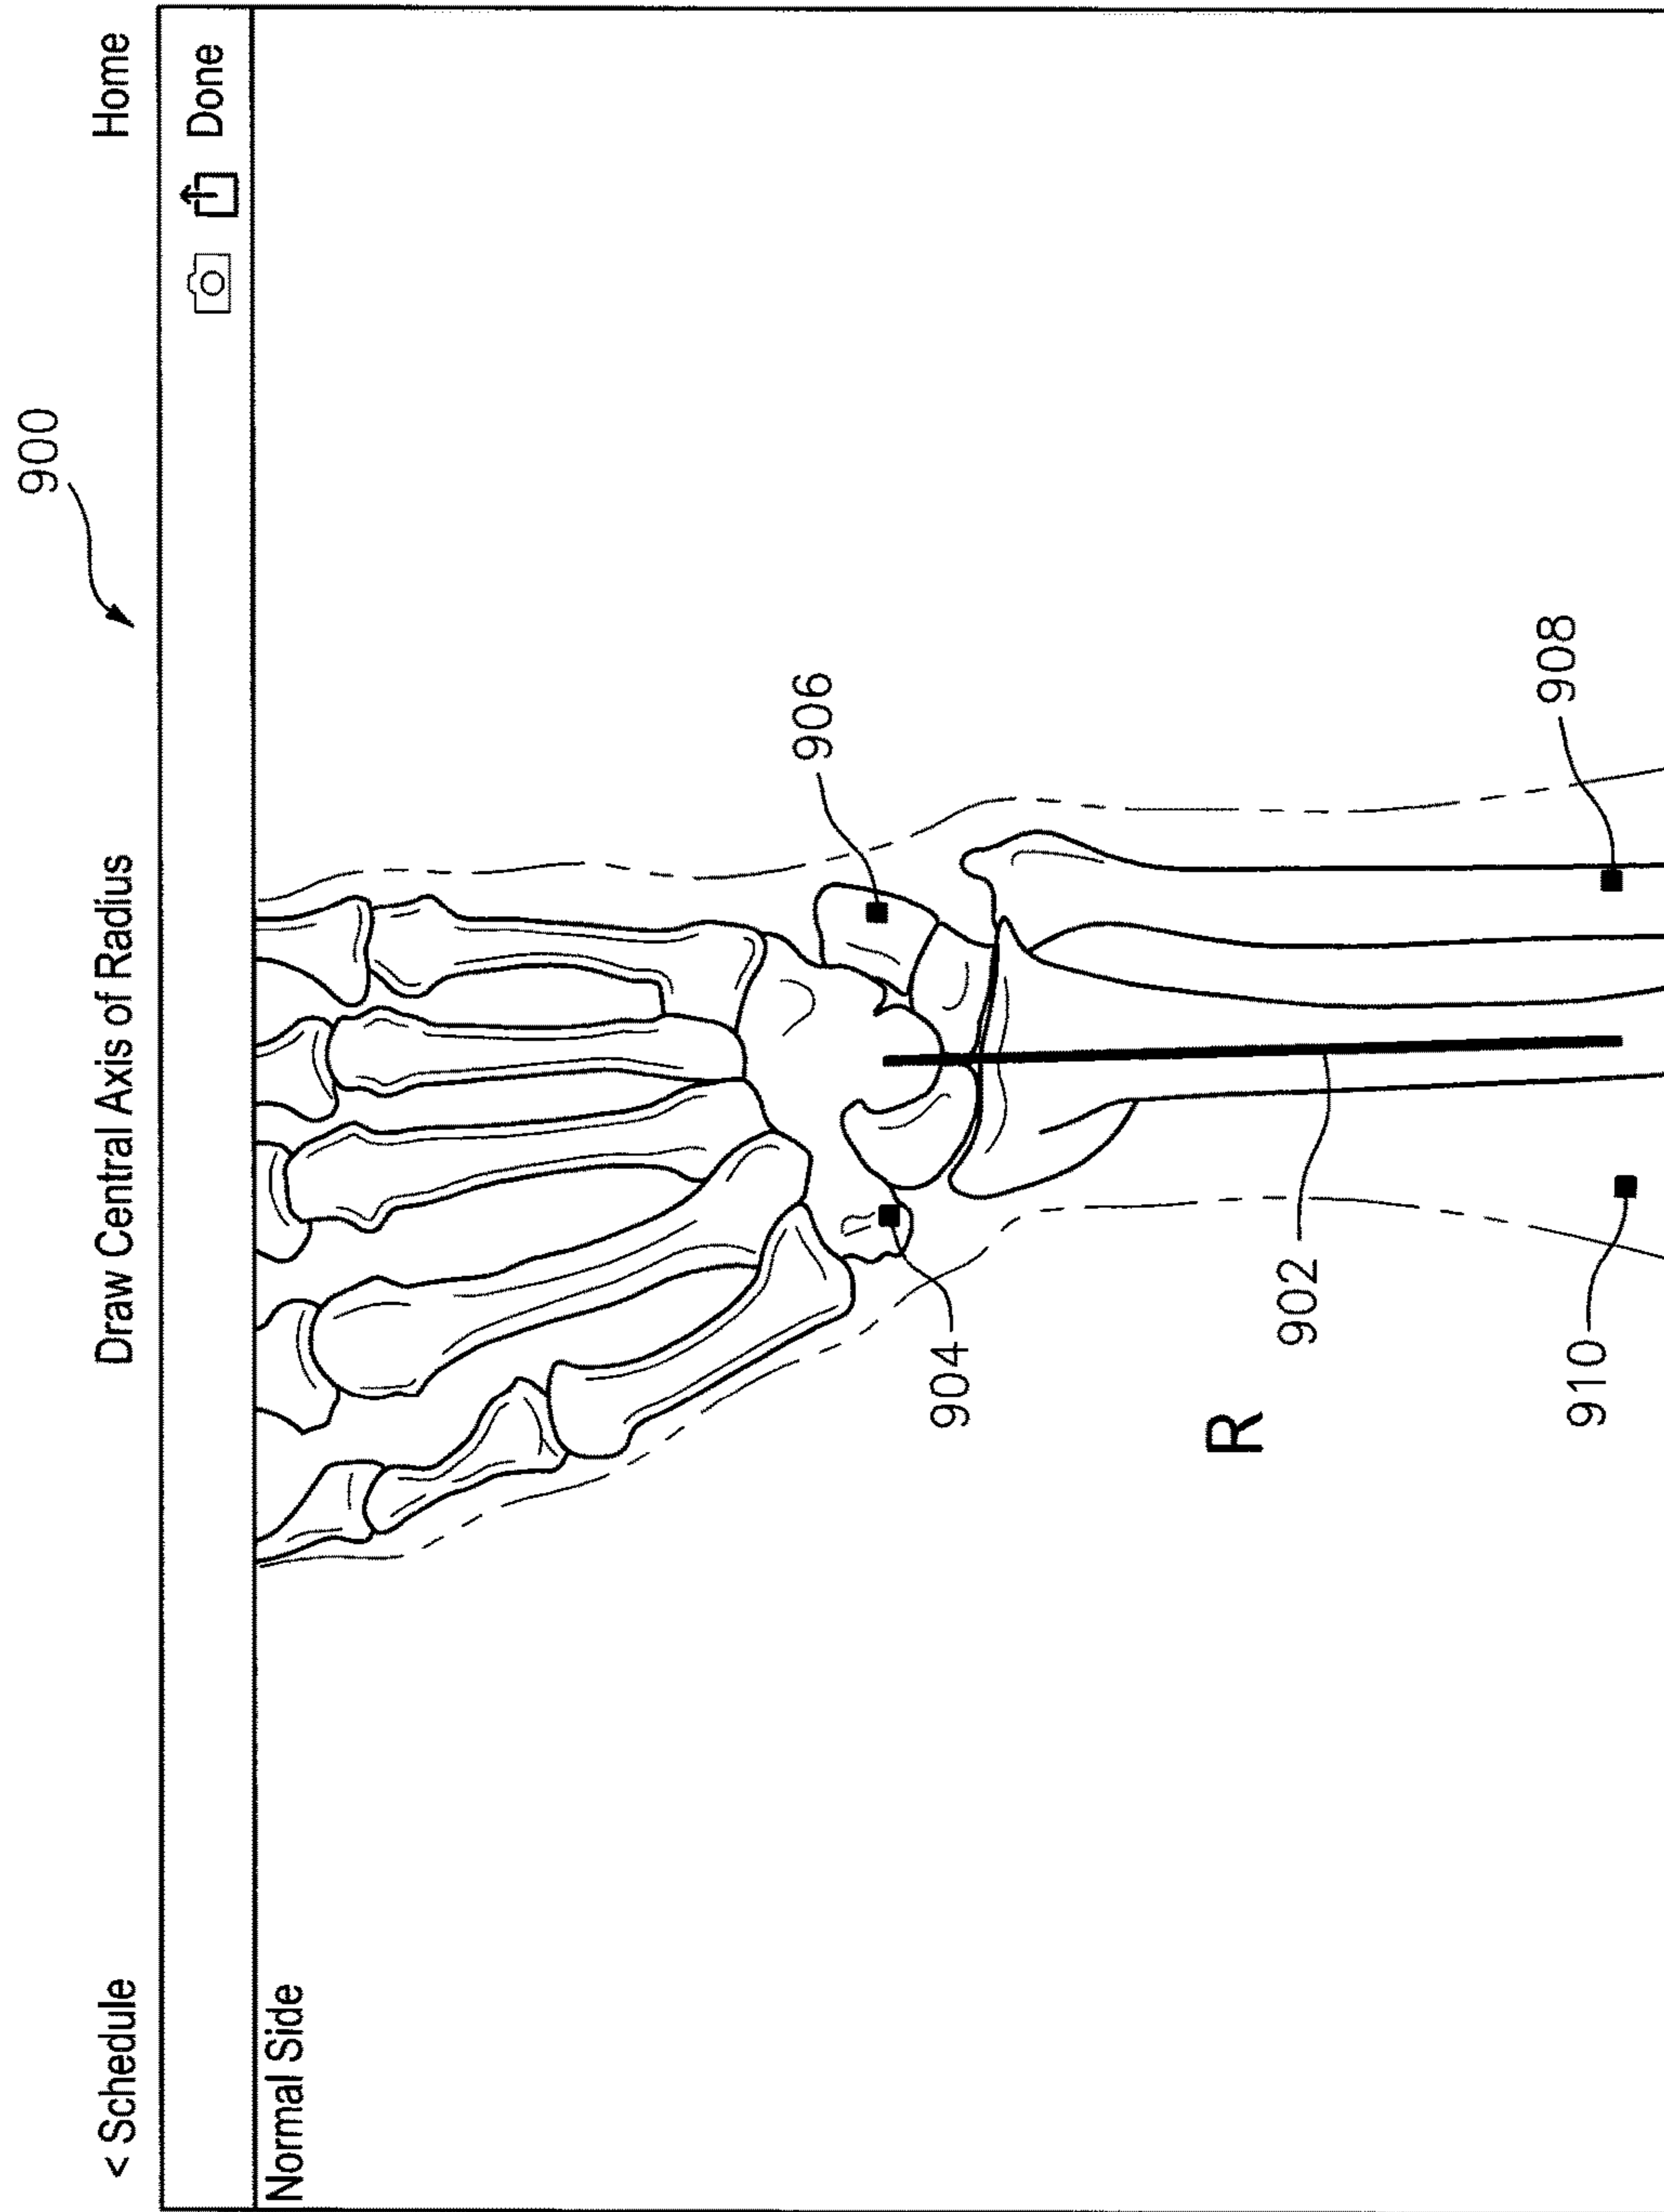 900
< Schedule Draw Central Axis of Radius Home
Done
Normal Side
906
904
R
902
910
908